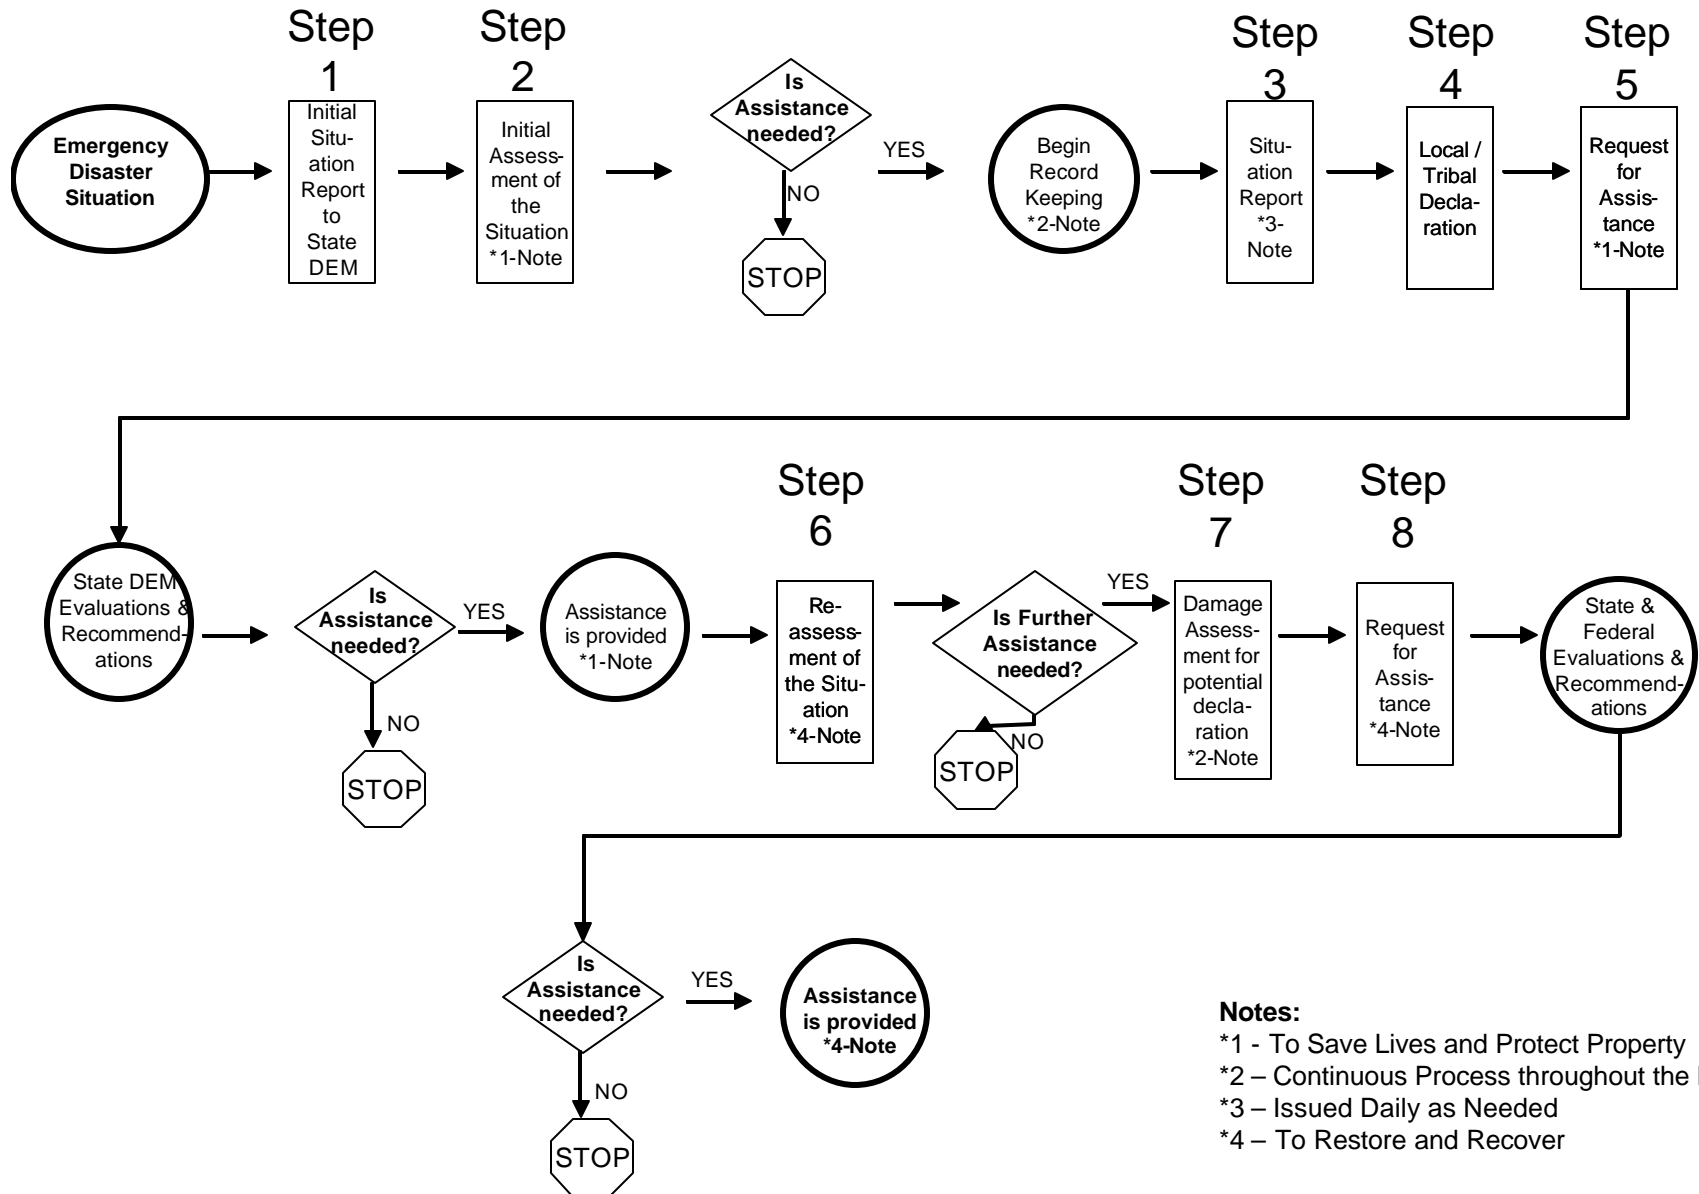 Step
1
Step
2
Step
3
Step
4
Step
5
Emergency
Disaster
Situation
Initial
Situ-
ation
Report
to
State
DEM
Initial
Assess-
ment of
the
Situation
*1-Note
Is
Assistance
needed?
YES
NO
STOP
Begin
Record
Keeping
*2-Note
Situ-
ation
Report
*3-
Note
Local /
Tribal
Decla-
ration
Request
for
Assis-
tance
*1-Note
Step
6
Step
7
Step
8
State DEM
Evaluations &
Recommend-
ations
Is
Assistance
needed?
YES
NO
STOP
Assistance
is provided
*1-Note
Re-
assess-
ment of
the Situ-
ation
*4-Note
Is Further
Assistance
needed?
YES
NO
STOP
Damage
Assess-
ment for
potential
decla-
ration
*2-Note
Request
for
Assis-
tance
*4-Note
State &
Federal
Evaluations &
Recommend-
ations
Is
Assistance
needed?
YES
NO
STOP
Assistance
is provided
*4-Note
Notes:
*1 - To Save Lives and Protect Property
*2 – Continuous Process throughout the
*3 – Issued Daily as Needed
*4 – To Restore and Recover